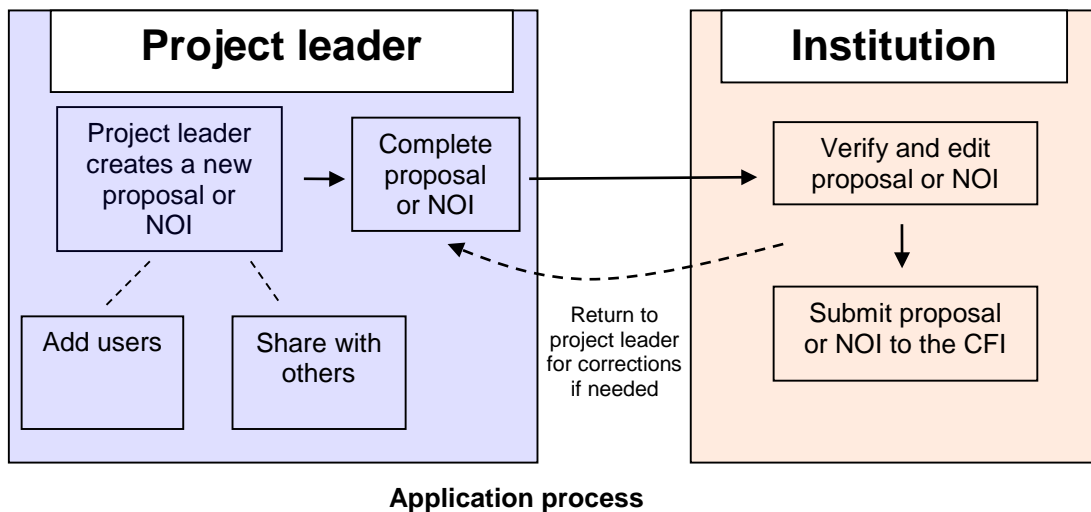 Project leader
Institution
Project leader
creates a new
proposal or
NOI
Complete
proposal
or NOI
Verify and edit
proposal or NOI
Add users
Share with
others
Return to
project leader
for corrections
if needed
Submit proposal
or NOI to the CFI
Application process